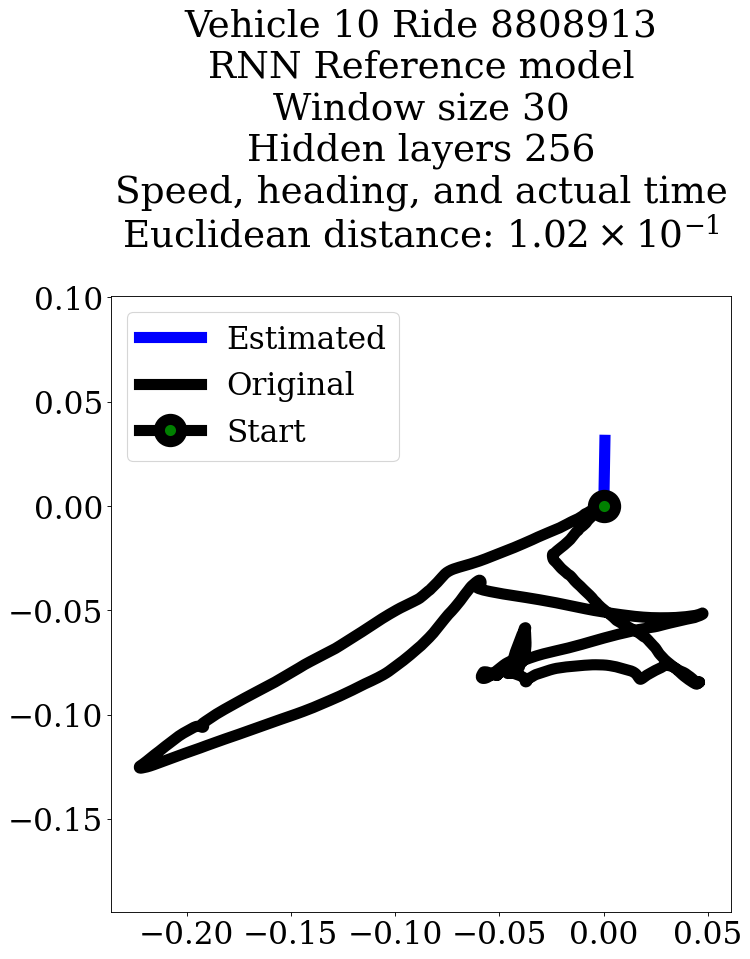 Vehicle 10 Ride 8808913
RNN Reference model
Window size 30
Hidden layers 256
Speed, heading, and actual time
Euclidean distance: 1.02 × 10⁻¹
Estimated
Original
Start
0.10
0.05
0.00
−0.05
−0.10
−0.15
−0.20 −0.15 −0.10 −0.05 0.00 0.05